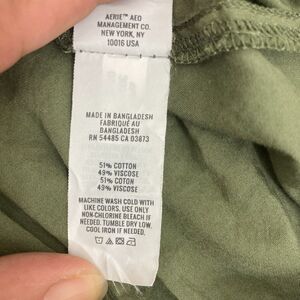 AERIE™ AEO
MANAGEMENT CO.
NEW YORK, NY
10016 USA
MADE IN BANGLADESH
FABRIQUÉ AU
BANGLADESH
RN 54485 CA 03873
51% COTTON
49% VISCOSE
51% COTON
49% VISCOSE
MACHINE WASH COLD WITH
LIKE COLORS. USE ONLY
NON-CHLORINE BLEACH IF
NEEDED. TUMBLE DRY LOW.
COOL IRON IF NEEDED.